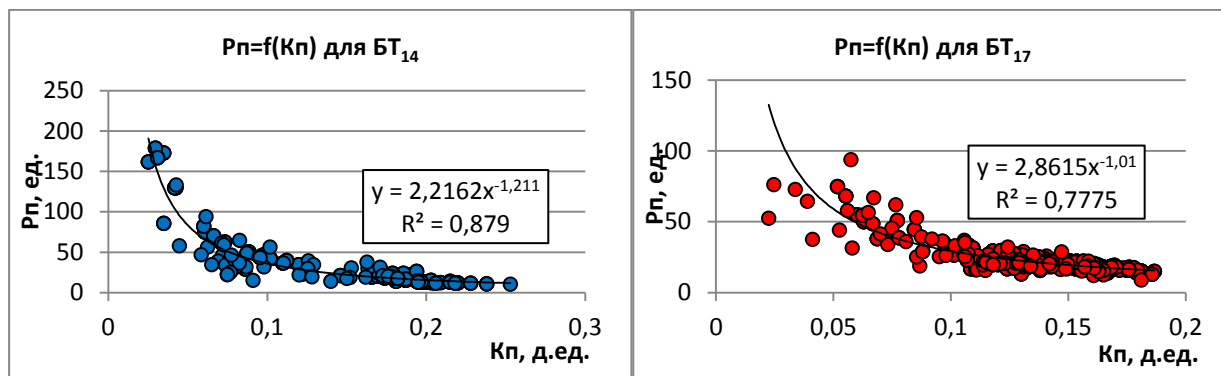 Рп=f(Кп) для БТ14
Рп, ед.
250
200
150
100
50
0
y = 2,2162x-1,211
R² = 0,879
0
0,1
0,2
0,3
Кп, д.ед.
Рп=f(Кп) для БТ17
Рп, ед.
150
100
50
0
y = 2,8615x-1,01
R² = 0,7775
0
0,05
0,1
0,15
0,2
Кп, д.ед.